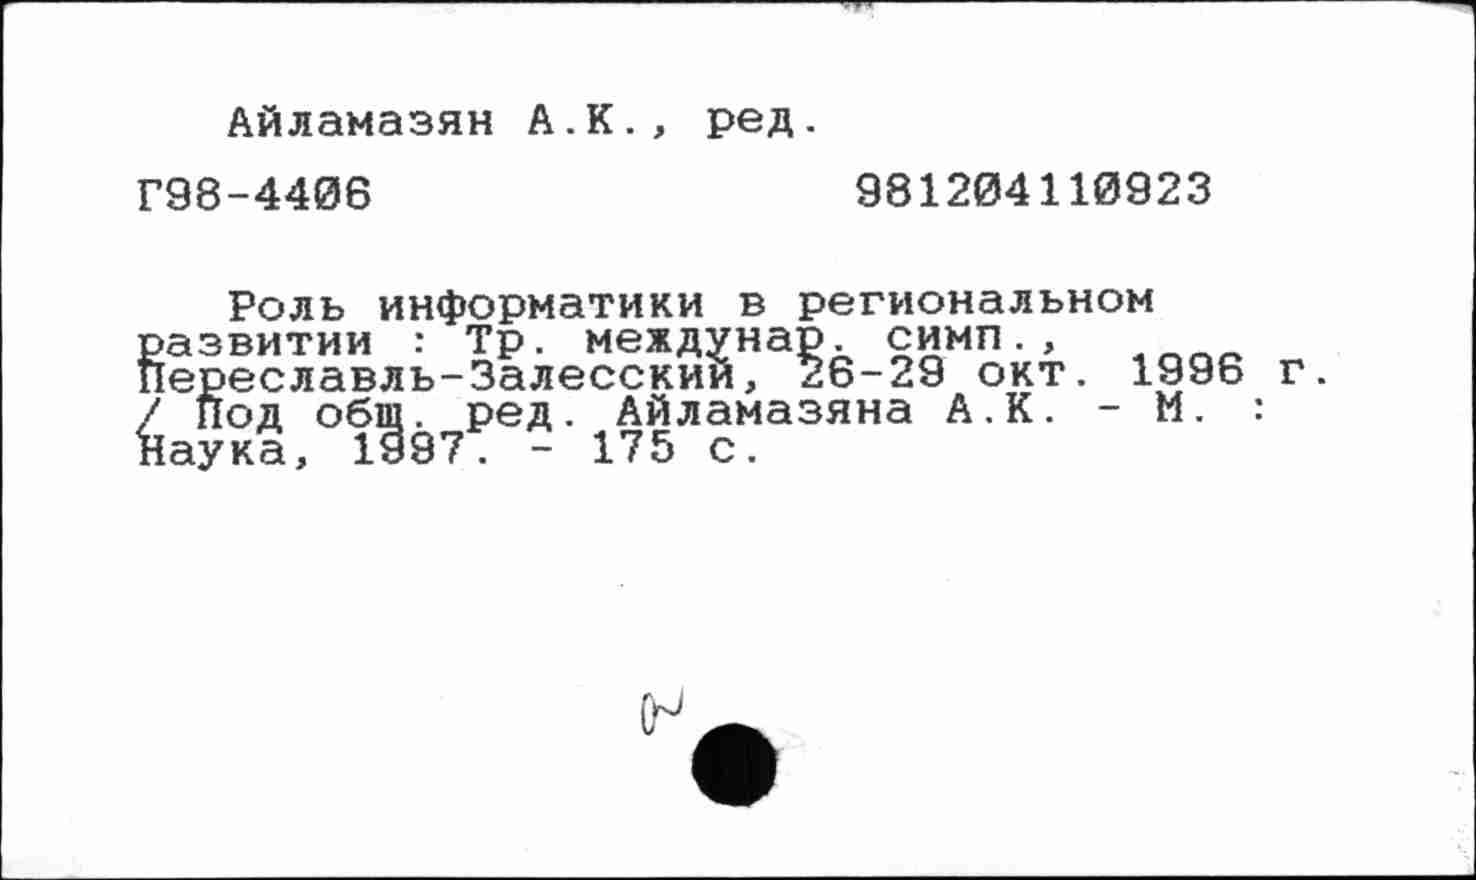 Айламазян А.К., ред.
Г98-4406 981204110923
Роль информатики в региональном
развитии : Тр. междунар. симп.,
Переславль-Залесский, 26-29 окт. 1996 г.
/ Под общ. ред. Айламазяна А.К. - М. :
Наука, 1997. - 175 с.